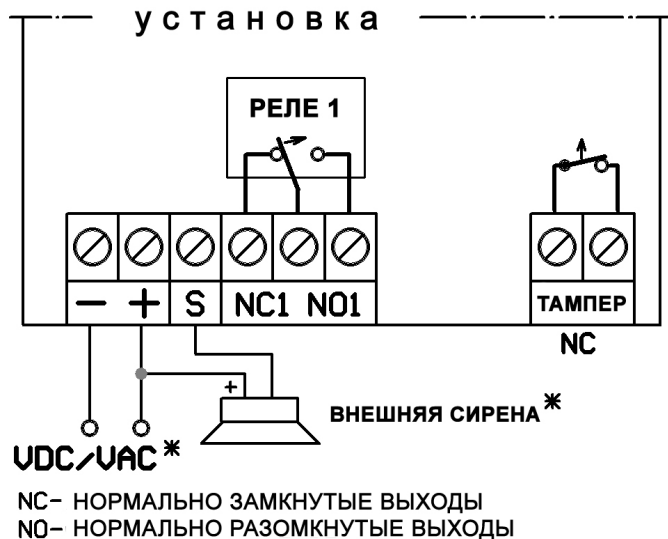 установка
РЕЛЕ 1
− + S NC1 NO1
ТАМПЕР
NC
+
ВНЕШНЯЯ СИРЕНА*
VDC/VAC*
NC- НОРМАЛЬНО ЗАМКНУТЫЕ ВЫХОДЫ
NO- НОРМАЛЬНО РАЗОМКНУТЫЕ ВЫХОДЫ